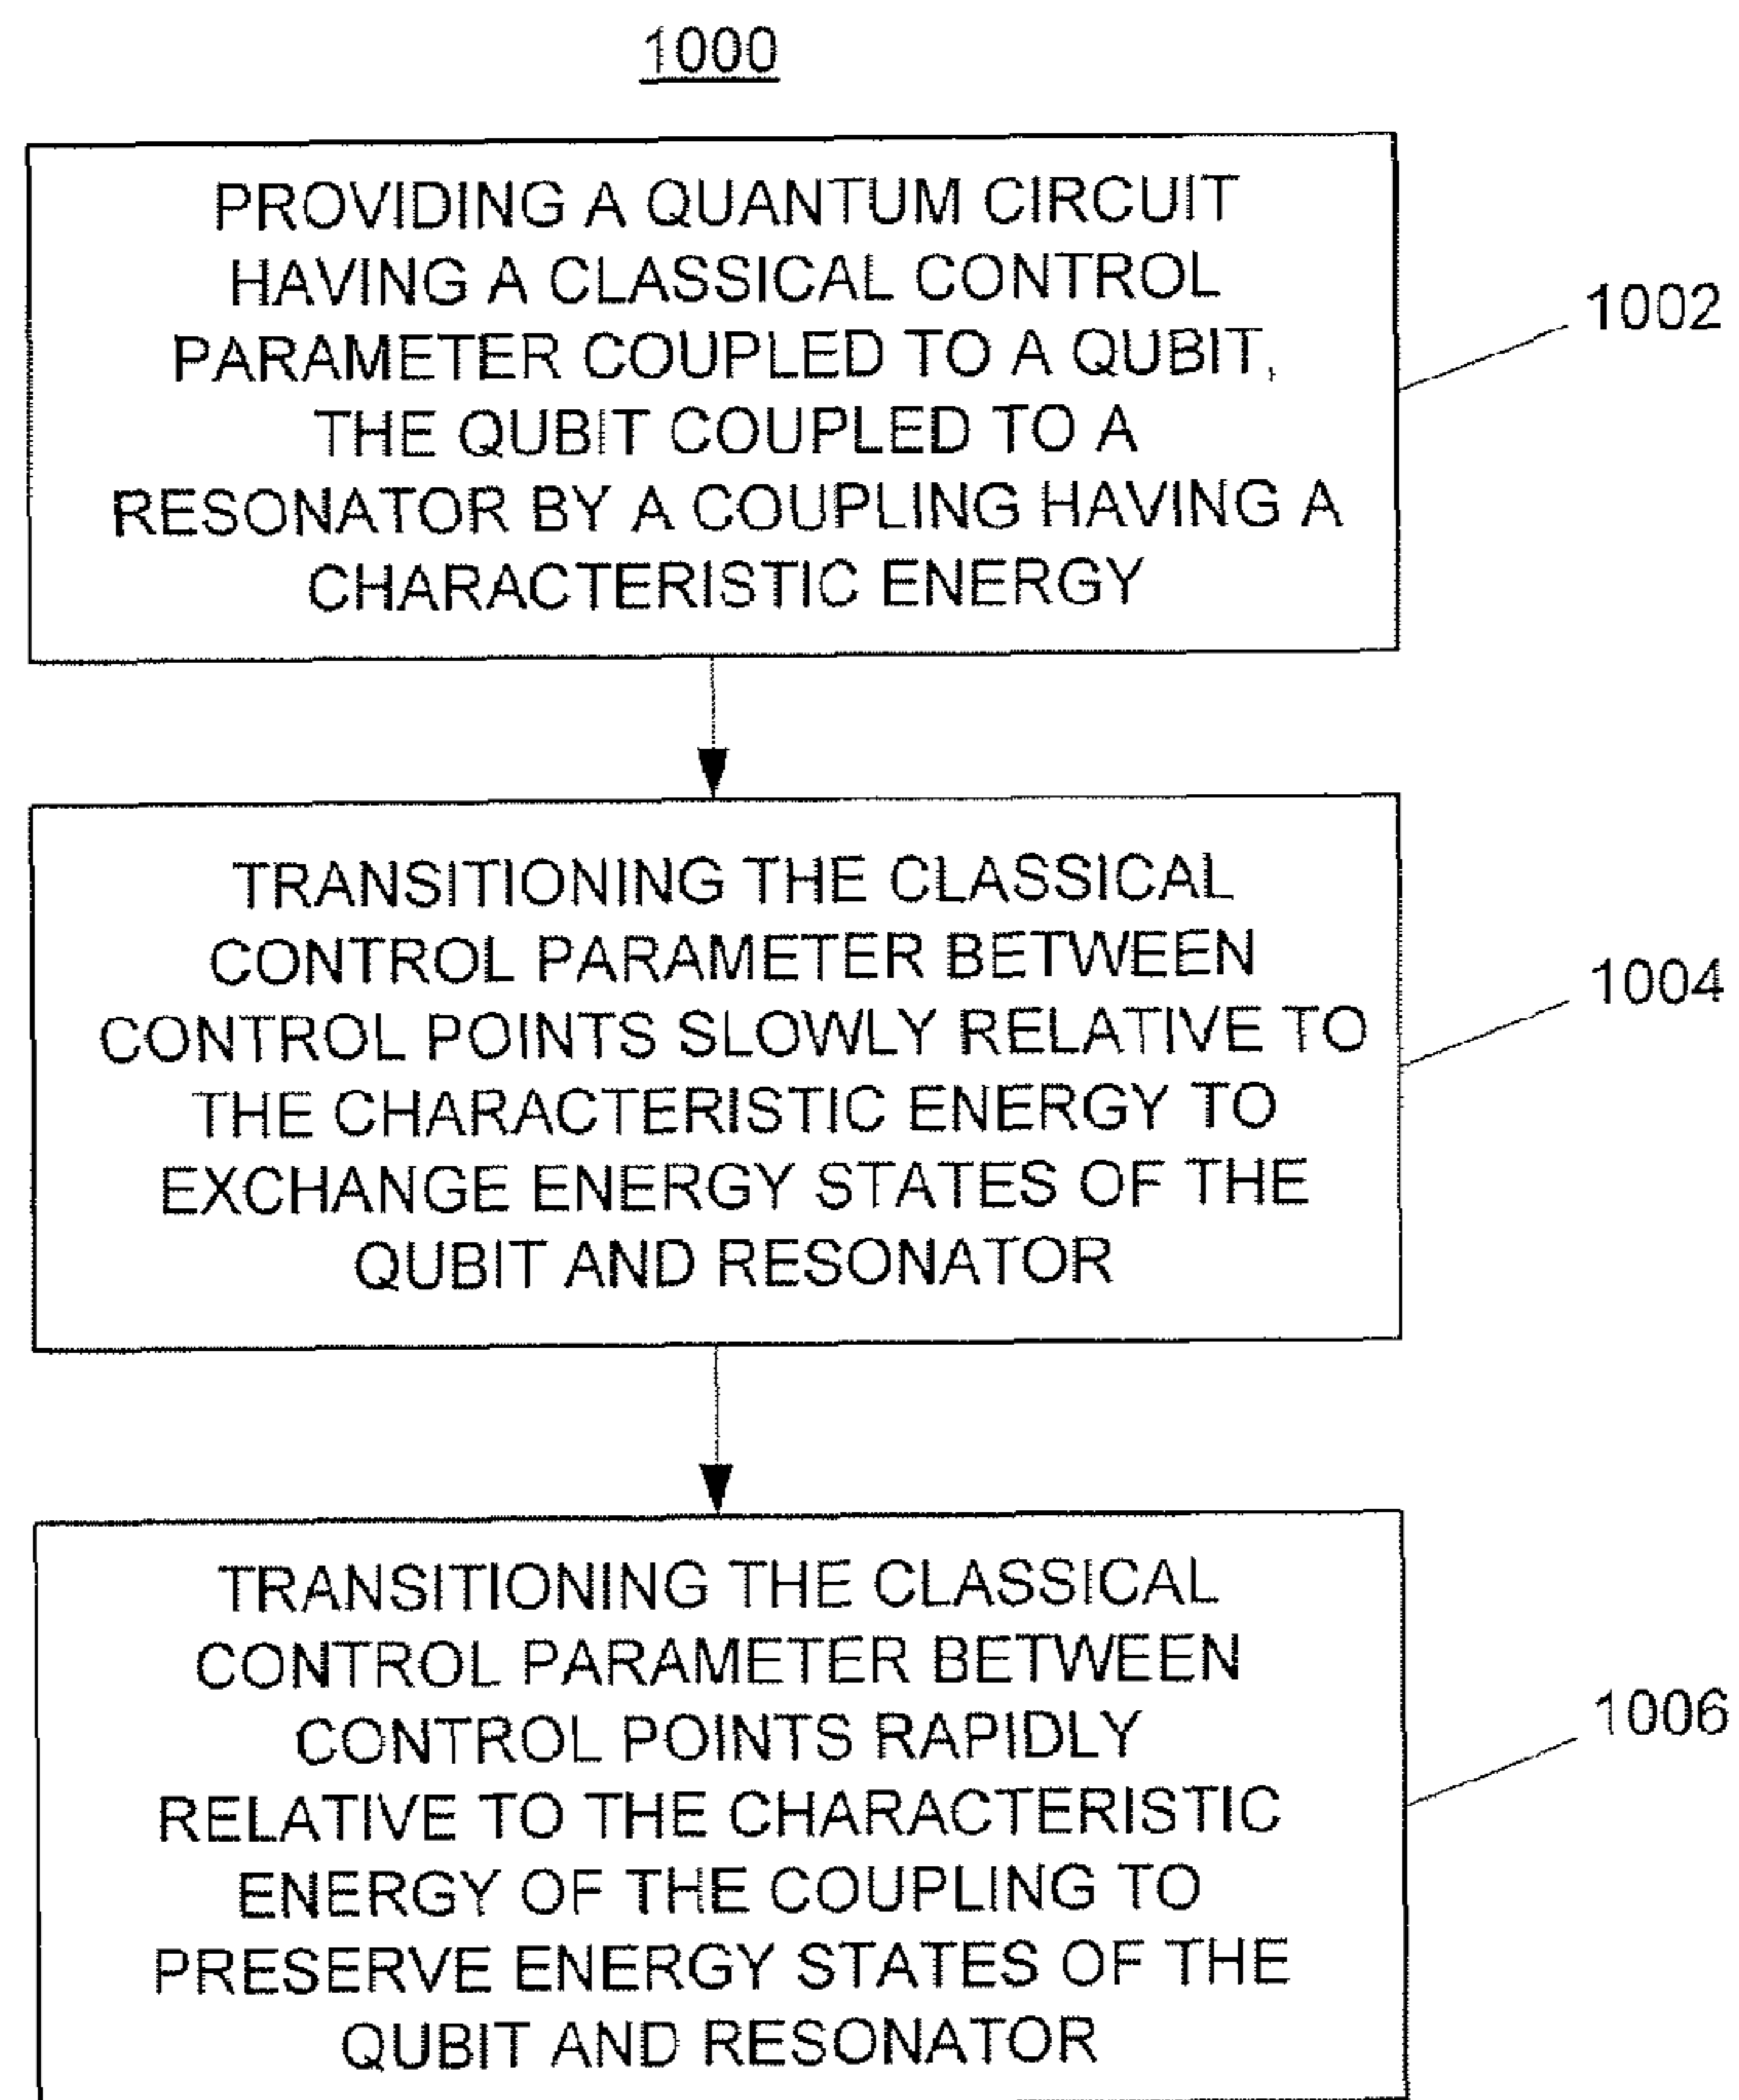 1000
PROVIDING A QUANTUM CIRCUIT
HAVING A CLASSICAL CONTROL
PARAMETER COUPLED TO A QUBIT,
THE QUBIT COUPLED TO A
RESONATOR BY A COUPLING HAVING A
CHARACTERISTIC ENERGY
1002
TRANSITIONING THE CLASSICAL
CONTROL PARAMETER BETWEEN
CONTROL POINTS SLOWLY RELATIVE TO
THE CHARACTERISTIC ENERGY TO
EXCHANGE ENERGY STATES OF THE
QUBIT AND RESONATOR
1004
TRANSITIONING THE CLASSICAL
CONTROL PARAMETER BETWEEN
CONTROL POINTS RAPIDLY
RELATIVE TO THE CHARACTERISTIC
ENERGY OF THE COUPLING TO
PRESERVE ENERGY STATES OF THE
QUBIT AND RESONATOR
1006